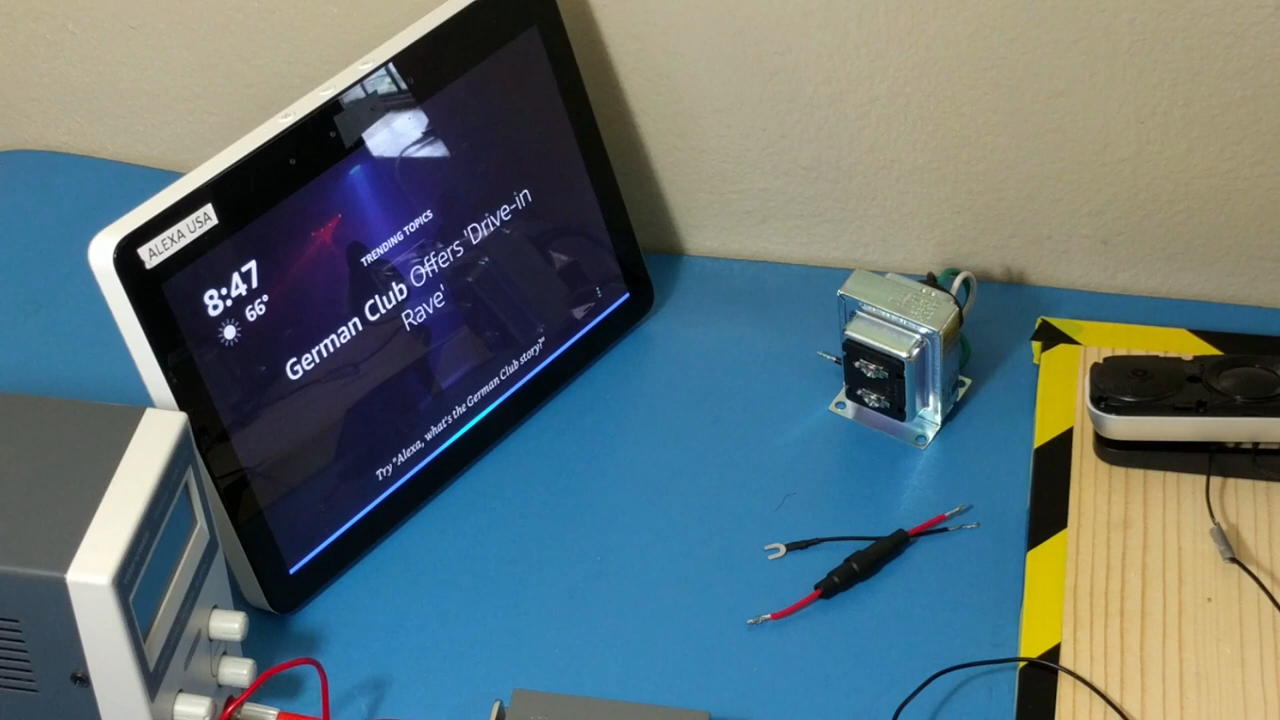 ALEXA USA
8:47
66°
TRENDING TOPICS
German Club Offers 'Drive-in
Rave'
Try "Alexa, what's the German Club story?"